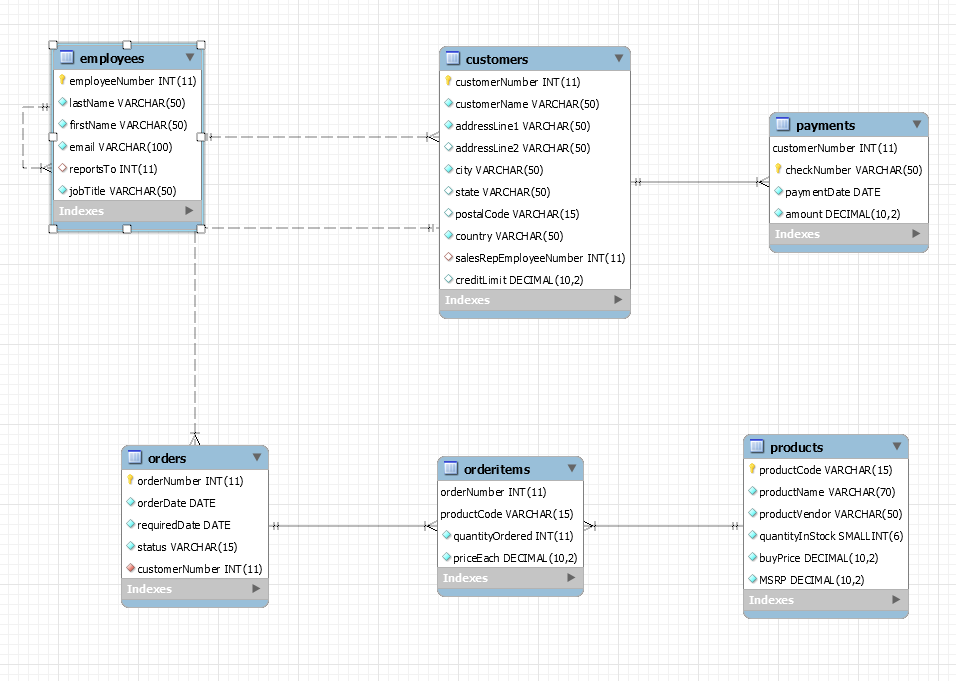 employees
employeeNumber INT(11)
lastName VARCHAR(50)
firstName VARCHAR(50)
email VARCHAR(100)
reportsTo INT(11)
jobTitle VARCHAR(50)
Indexes
customers
customerNumber INT(11)
customerName VARCHAR(50)
addressLine1 VARCHAR(50)
addressLine2 VARCHAR(50)
city VARCHAR(50)
state VARCHAR(50)
postalCode VARCHAR(15)
country VARCHAR(50)
salesRepEmployeeNumber INT(11)
creditLimit DECIMAL(10,2)
Indexes
payments
customerNumber INT(11)
checkNumber VARCHAR(50)
paymentDate DATE
amount DECIMAL(10,2)
Indexes
orders
orderNumber INT(11)
orderDate DATE
requiredDate DATE
status VARCHAR(15)
customerNumber INT(11)
Indexes
orderitems
orderNumber INT(11)
productCode VARCHAR(15)
quantityOrdered INT(11)
priceEach DECIMAL(10,2)
Indexes
products
productCode VARCHAR(15)
productName VARCHAR(70)
productVendor VARCHAR(50)
quantityInStock SMALLINT(6)
buyPrice DECIMAL(10,2)
MSRP DECIMAL(10,2)
Indexes